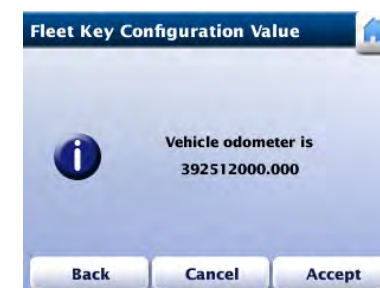 Fleet Key Configuration Value
Vehicle odometer is
392512000.000
Back Cancel Accept